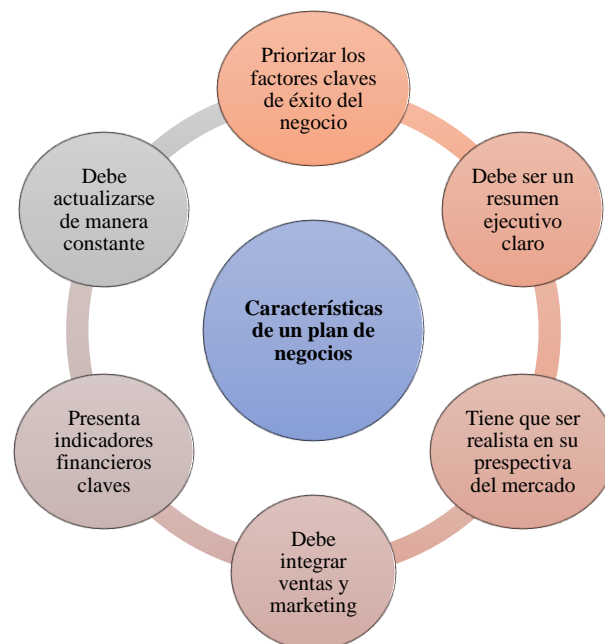 Priorizar los
factores claves
de éxito del
negocio
Debe ser un
resumen
ejecutivo
claro
Tiene que ser
realista en su
prespectiva
del mercado
Debe
integrar
ventas y
marketing
Presenta
indicadores
financieros
claves
Debe
actualizarse
de manera
constante
Características
de un plan de
negocios